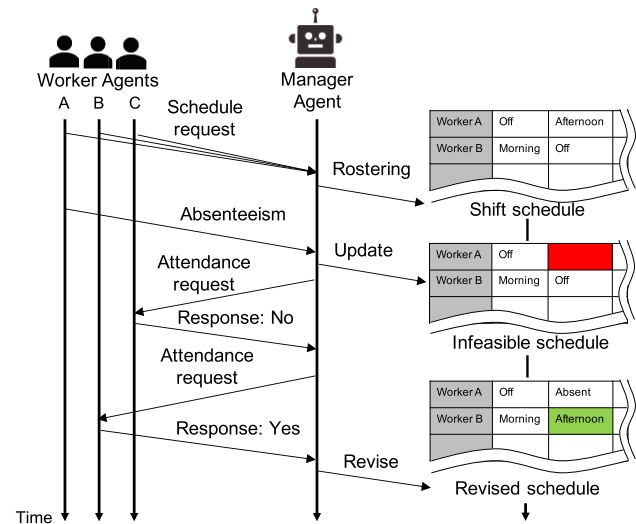 Worker Agents
A B C
Manager
Agent
Schedule
request
Rostering
Worker A Off Afternoon
Worker B Morning Off
Shift schedule
Absenteeism
Update
Worker A Off
Worker B Morning Off
Infeasible schedule
Attendance
request
Response: No
Attendance
request
Worker A Off Absent
Worker B Morning Afternoon
Response: Yes
Revise
Revised schedule
Time